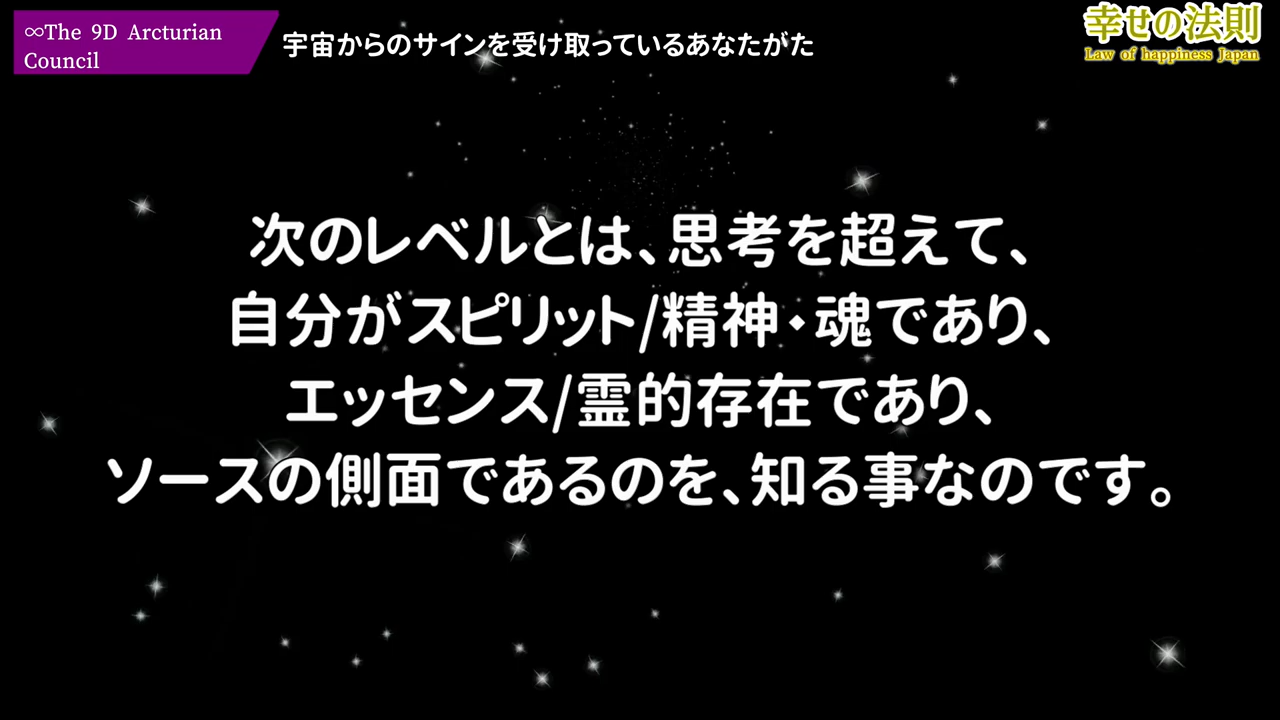 ∞The 9D Arcturian
Council
宇宙からのサインを受け取っているあなたがた
幸せの法則
Law of happiness Japan
次のレベルとは、思考を超えて、
自分がスピリット/精神・魂であり、
エッセンス/霊的存在であり、
ソースの側面であるのを、知る事なのです。